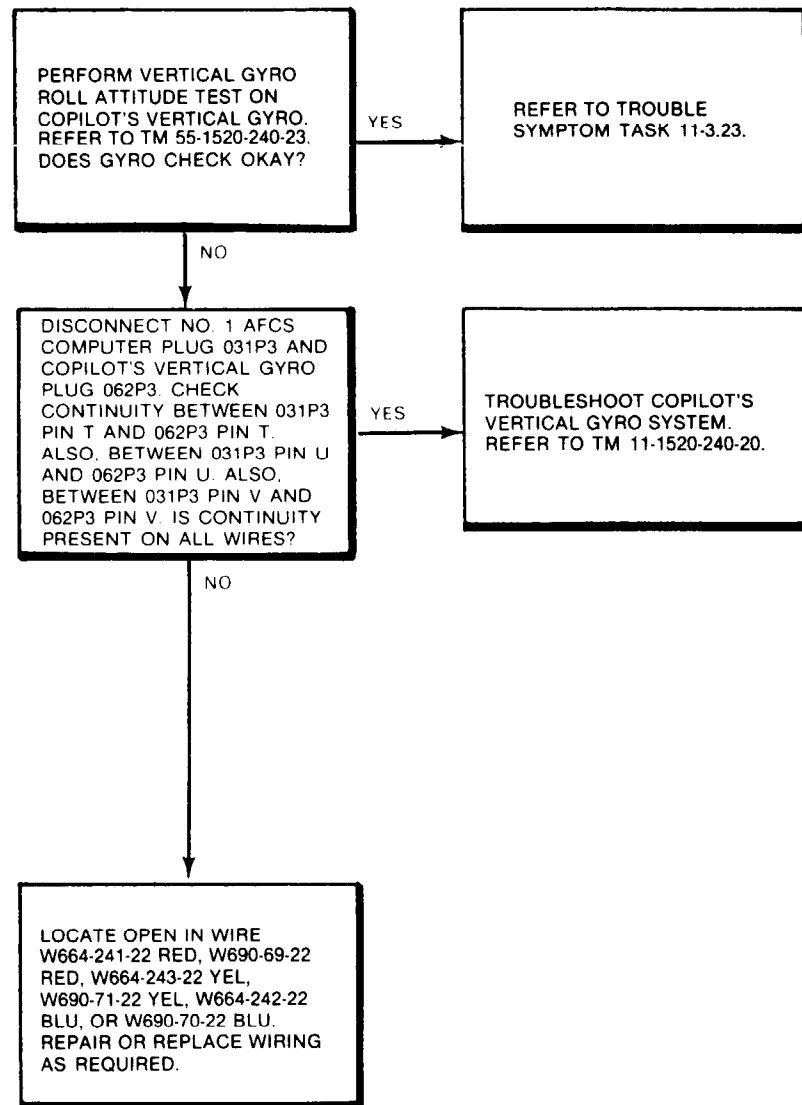 PERFORM VERTICAL GYRO
ROLL ATTITUDE TEST ON
COPILOT'S VERTICAL GYRO.
REFER TO TM 55-1520-240-23.
DOES GYRO CHECK OKAY?
YES
REFER TO TROUBLE
SYMPTOM TASK 11-3.23.
NO
DISCONNECT NO. 1 AFCS
COMPUTER PLUG 031P3 AND
COPILOT'S VERTICAL GYRO
PLUG 062P3. CHECK
CONTINUITY BETWEEN 031P3
PIN T AND 062P3 PIN T.
ALSO, BETWEEN 031P3 PIN U
AND 062P3 PIN U. ALSO,
BETWEEN 031P3 PIN V AND
062P3 PIN V. IS CONTINUITY
PRESENT ON ALL WIRES?
YES
TROUBLESHOOT COPILOT'S
VERTICAL GYRO SYSTEM.
REFER TO TM 11-1520-240-20.
NO
LOCATE OPEN IN WIRE
W664-241-22 RED, W690-69-22
RED, W664-243-22 YEL,
W690-71-22 YEL, W664-242-22
BLU, OR W690-70-22 BLU.
REPAIR OR REPLACE WIRING
AS REQUIRED.